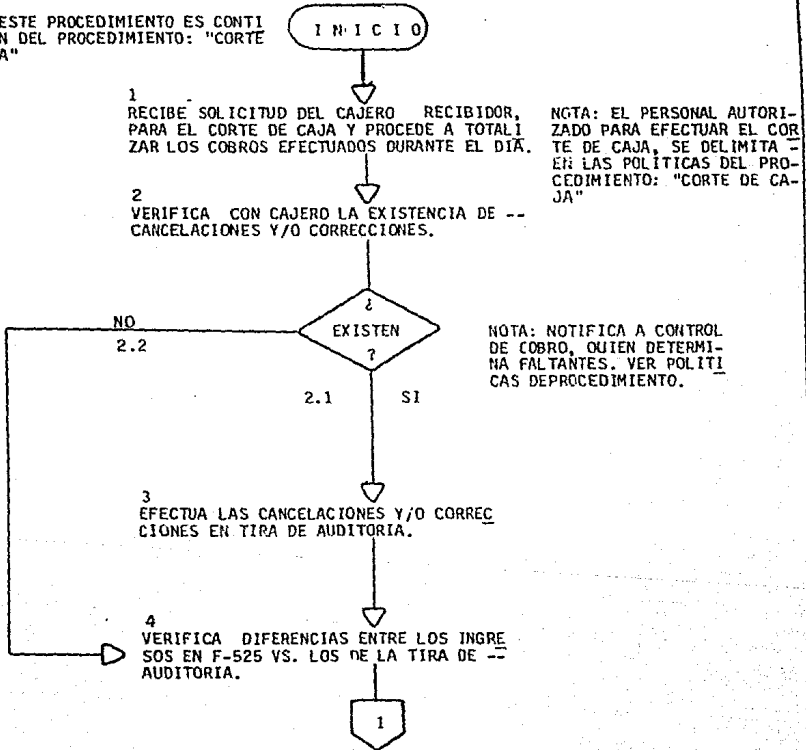 ESTE PROCEDIMIENTO ES CONTI
N DEL PROCEDIMIENTO: "CORTE
A"
I N I C I O
1
RECIBE SOLICITUD DEL CAJERO RECIBIDOR,
PARA EL CORTE DE CAJA Y PROCEDE A TOTALI
ZAR LOS COBROS EFECTUADOS DURANTE EL DIA.
NOTA: EL PERSONAL AUTORI-
ZADO PARA EFECTUAR EL COR
TE DE CAJA, SE DELIMITA -
EN LAS POLITICAS DEL PRO-
CEDIMIENTO: "CORTE DE CA-
JA"
2
VERIFICA CON CAJERO LA EXISTENCIA DE --
CANCELACIONES Y/O CORRECCIONES.
¿
EXISTEN
?
NO
2.2
2.1 SI
NOTA: NOTIFICA A CONTROL
DE COBRO, QUIEN DETERMI-
NA FALTANTES. VER POLITI
CAS DEPROCEDIMIENTO.
3
EFECTUA LAS CANCELACIONES Y/O CORREC
CIONES EN TIRA DE AUDITORIA.
4
VERIFICA DIFERENCIAS ENTRE LOS INGRE
SOS EN F-525 VS. LOS DE LA TIRA DE --
AUDITORIA.
1